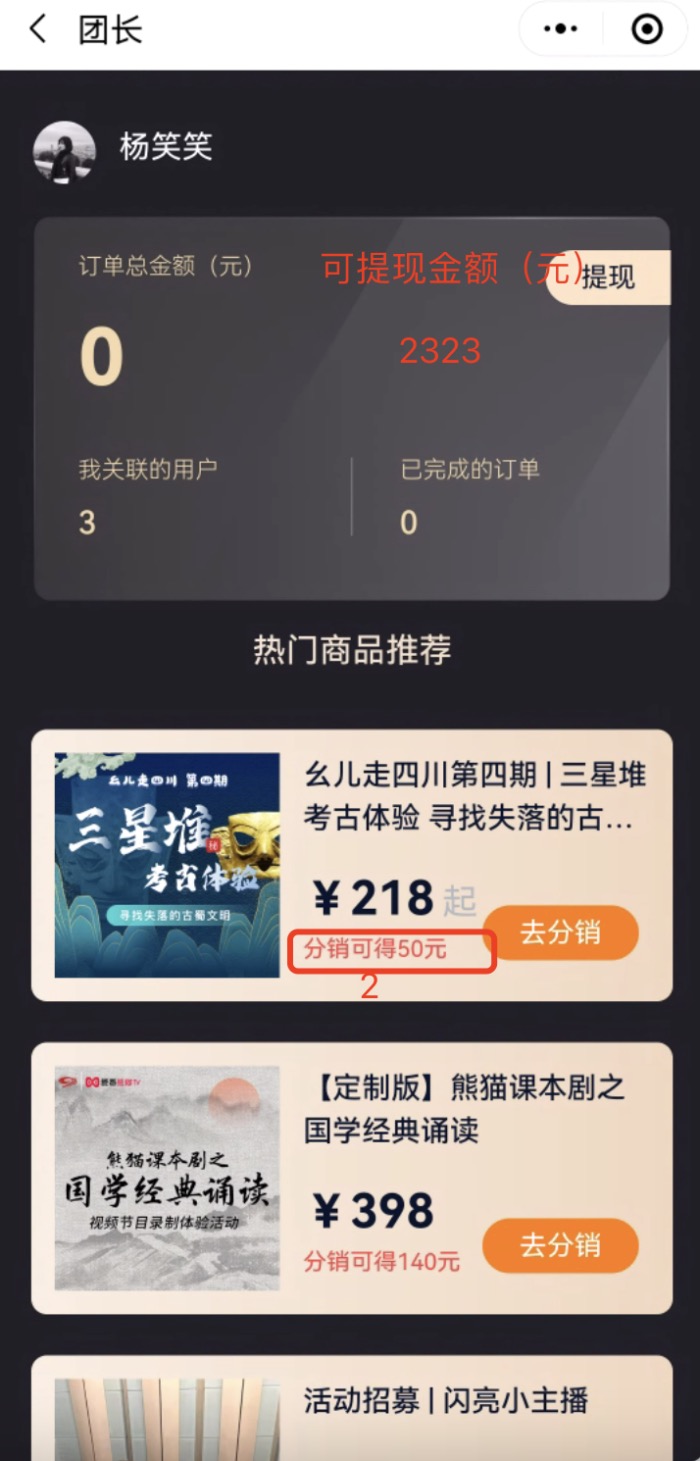 团长
杨笑笑
订单总金额（元）
可提现金额（元）
提现
0
2323
我关联的用户
已完成的订单
3
0
热门商品推荐
幺儿走四川 第四期
三星堆
秘
考古体验
寻找失落的古蜀文明
幺儿走四川第四期 | 三星堆
考古体验 寻找失落的古...
¥218起
分销可得50元
去分销
2
熊猫课本剧之
国学经典诵读
视频节目录制体验活动
【定制版】熊猫课本剧之
国学经典诵读
¥398
分销可得140元
去分销
活动招募 | 闪亮小主播